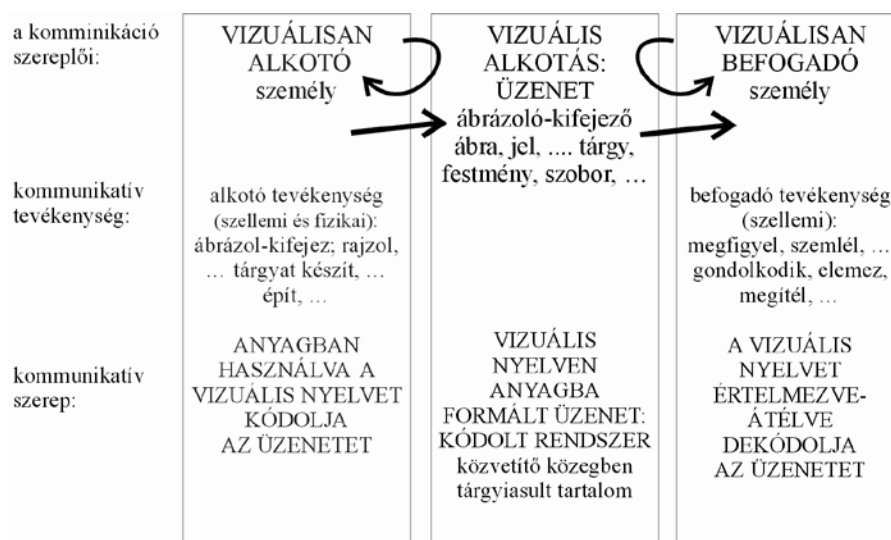 a komminikáció
szereplői:
VIZUÁLISAN
ALKOTÓ
személy
VIZUÁLIS
ALKOTÁS:
ÜZENET
ábrázoló-kifejező
ábra, jel, .... tárgy,
festmény, szobor, …
VIZUÁLISAN
BEFOGADÓ
személy
kommunikatív
tevékenység:
alkotó tevékenység
(szellemi és fizikai):
ábrázol-kifejez; rajzol,
… tárgyat készít, …
épít, …
befogadó tevékenység
(szellemi):
megfigyel, szemlél, …
gondolkodik, elemez,
megítél, …
kommunikatív
szerep:
ANYAGBAN
HASZNÁLVA A
VIZUÁLIS NYELVET
KÓDOLJA
AZ ÜZENETET
VIZUÁLIS
NYELVEN
ANYAGBA
FORMÁLT ÜZENET:
KÓDOLT RENDSZER
közvetítő közegben
tárgyiasult tartalom
A VIZUÁLIS
NYELVET
ÉRTELMEZVE-
ÁTÉLVE
DEKÓDOLJA
AZ ÜZENETET